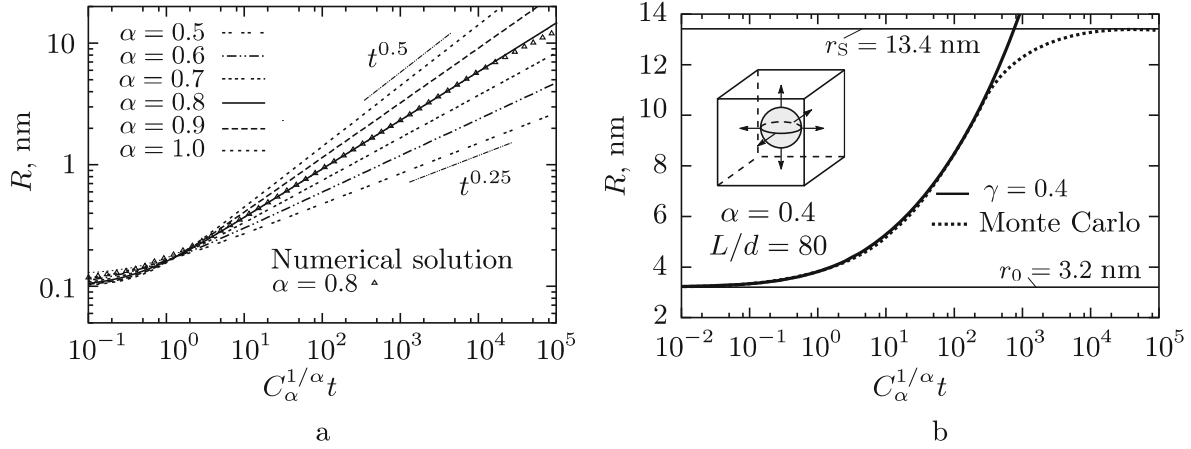 10
1
0.1
R, nm
α = 0.5
α = 0.6
α = 0.7
α = 0.8
α = 0.9
α = 1.0
t^0.5
t^0.25
Numerical solution
α = 0.8
10^−1 10^0 10^1 10^2 10^3 10^4 10^5
C_α^1/α t
a
14
12
10
8
6
4
2
R, nm
r_S = 13.4 nm
α = 0.4
L/d = 80
γ = 0.4
Monte Carlo
r_0 = 3.2 nm
10^−2 10^−1 10^0 10^1 10^2 10^3 10^4 10^5
C_α^1/α t
b